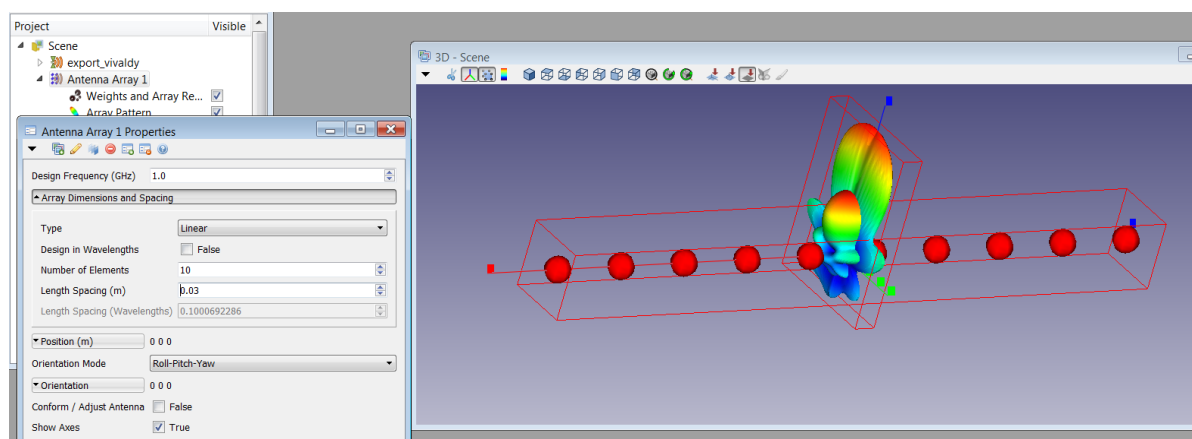 Project Visible
Scene
export_vivaldy
Antenna Array 1
Weights and Array Re...
Array Pattern
Antenna Array 1 Properties
Design Frequency (GHz) 1.0
Array Dimensions and Spacing
Type Linear
Design in Wavelengths False
Number of Elements 10
Length Spacing (m) 0.03
Length Spacing (Wavelengths) 0.1000692286
Position (m) 0 0 0
Orientation Mode Roll-Pitch-Yaw
Orientation 0 0 0
Conform / Adjust Antenna False
Show Axes True
3D - Scene